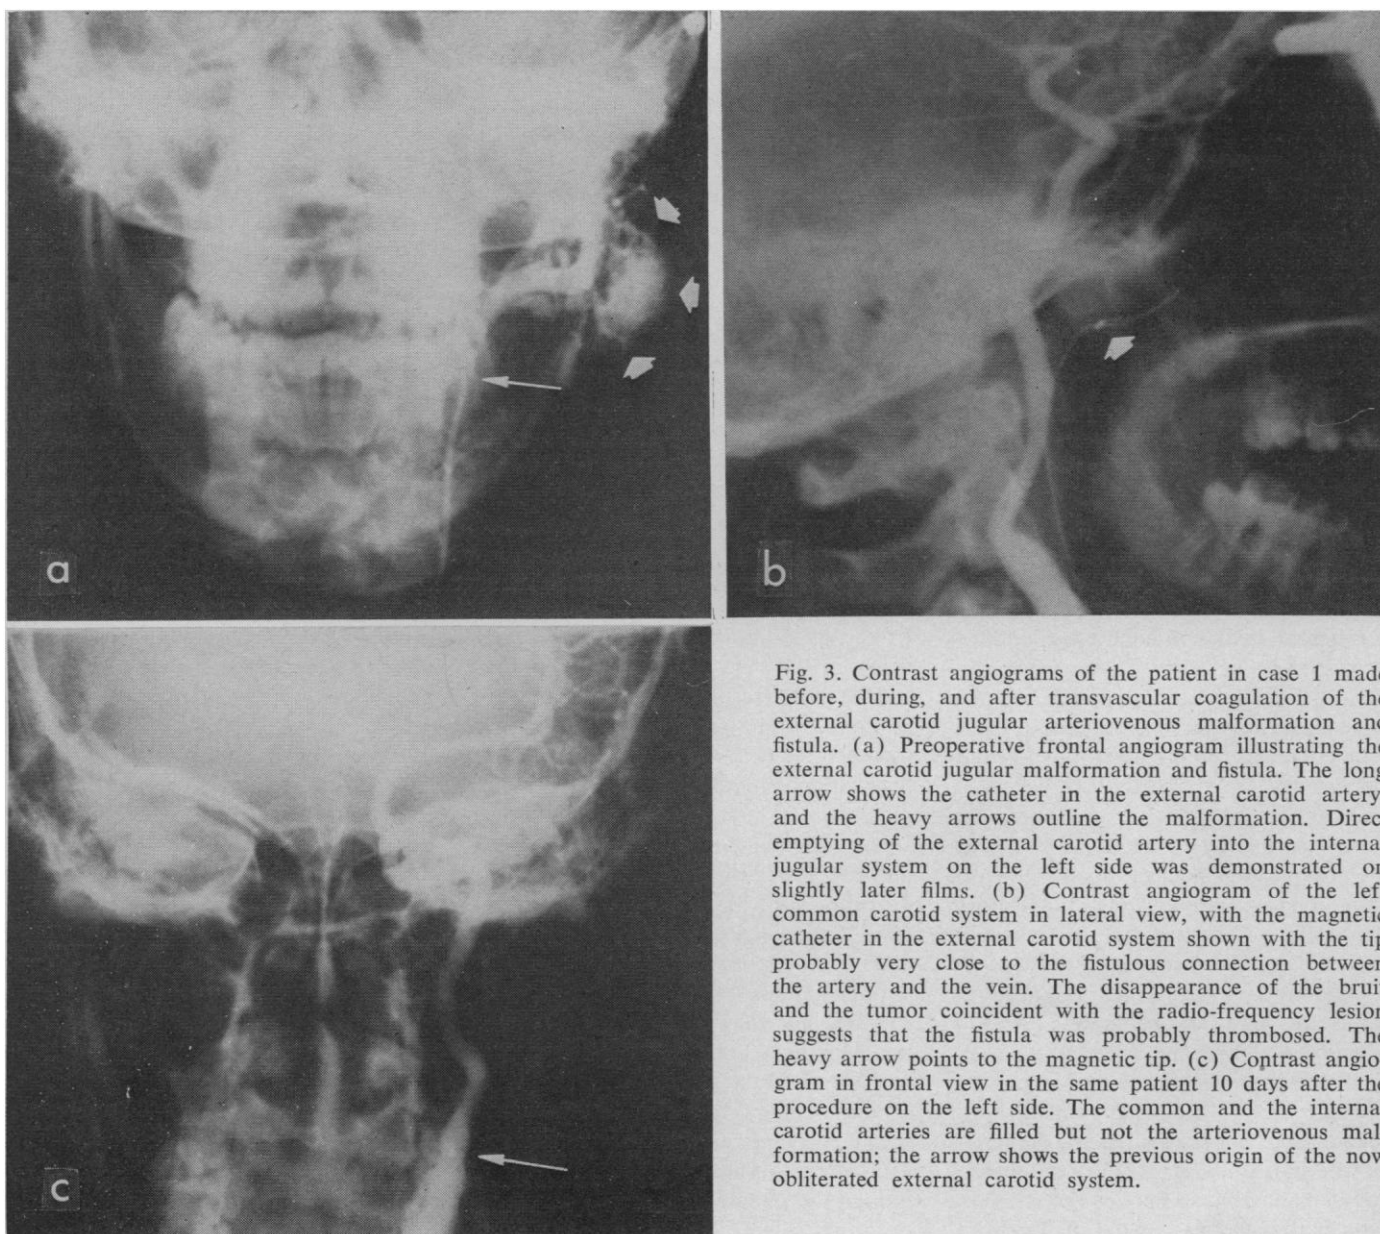 a
b
c
Fig. 3. Contrast angiograms of the patient in case 1 made
before, during, and after transvascular coagulation of the
external carotid jugular arteriovenous malformation and
fistula. (a) Preoperative frontal angiogram illustrating the
external carotid jugular malformation and fistula. The long
arrow shows the catheter in the external carotid artery
and the heavy arrows outline the malformation. Direc
emptying of the external carotid artery into the interna
jugular system on the left side was demonstrated on
slightly later films. (b) Contrast angiogram of the lef
common carotid system in lateral view, with the magnetic
catheter in the external carotid system shown with the tip
probably very close to the fistulous connection between
the artery and the vein. The disappearance of the brui
and the tumor coincident with the radio-frequency lesion
suggests that the fistula was probably thrombosed. The
heavy arrow points to the magnetic tip. (c) Contrast angio
gram in frontal view in the same patient 10 days after the
procedure on the left side. The common and the interna
carotid arteries are filled but not the arteriovenous mal
formation; the arrow shows the previous origin of the now
obliterated external carotid system.